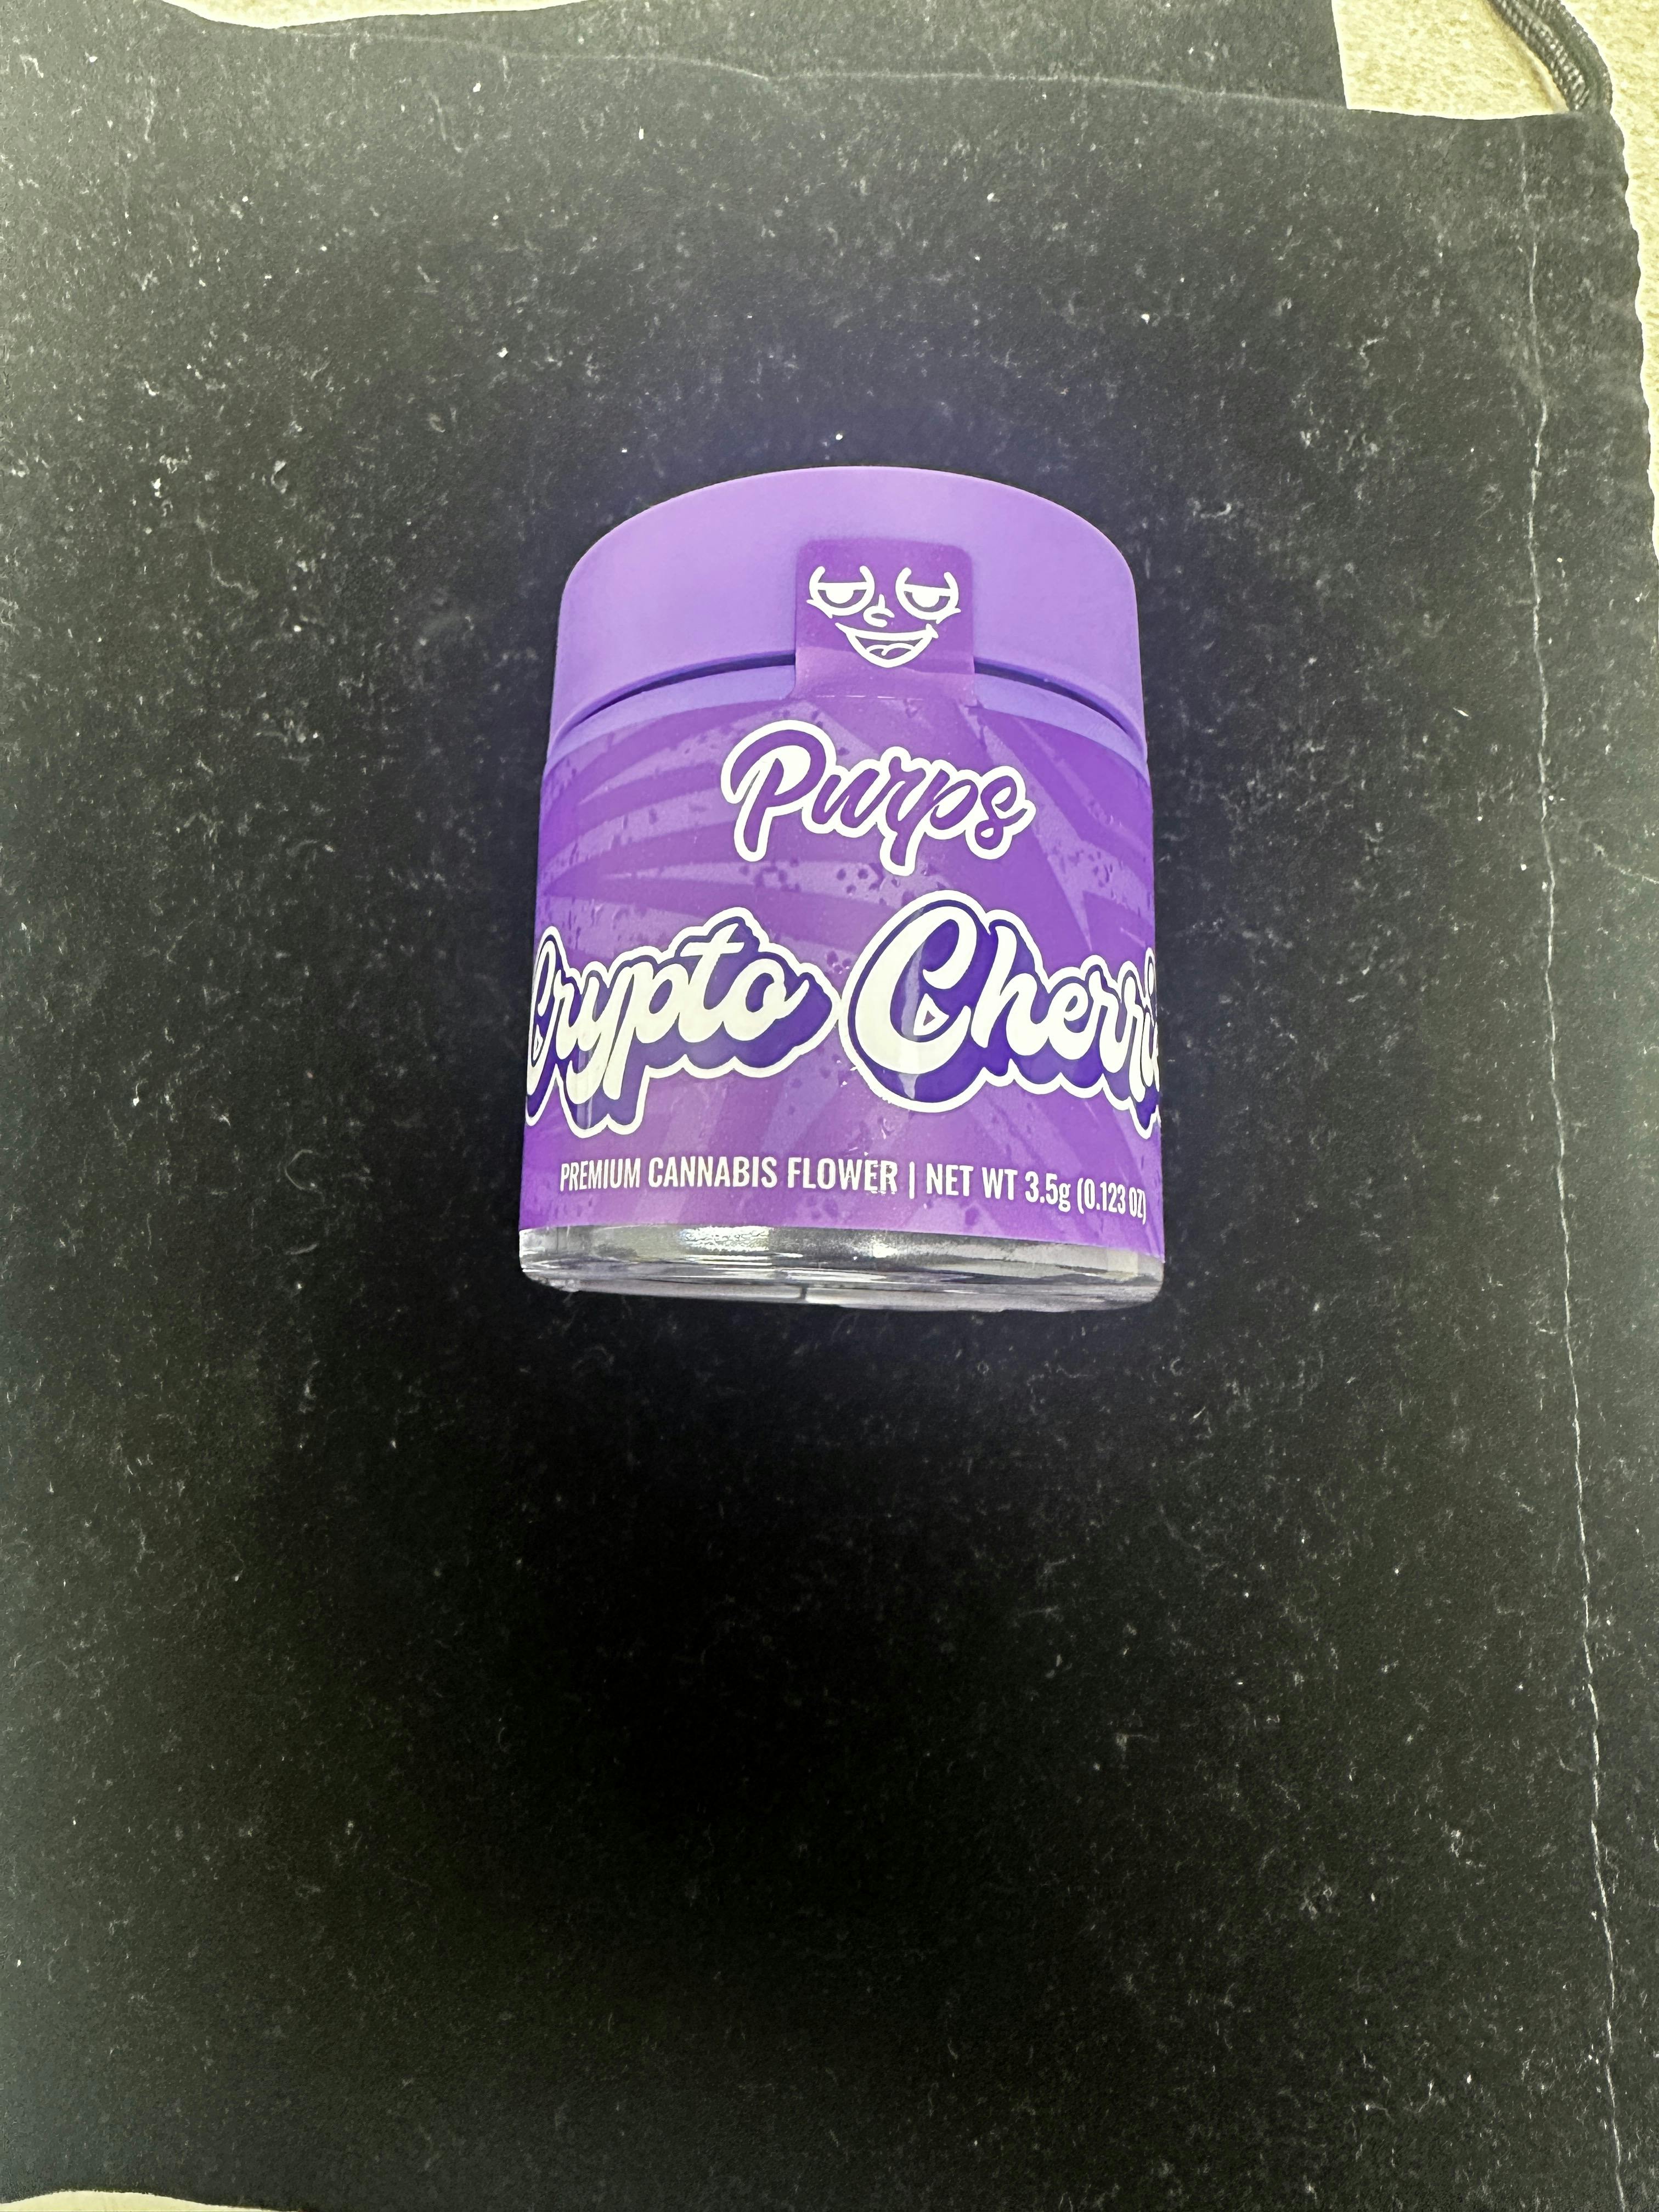 Purps
Crypto Cherri
PREMIUM CANNABIS FLOWER | NET WT 3.5g (0.123 OZ)